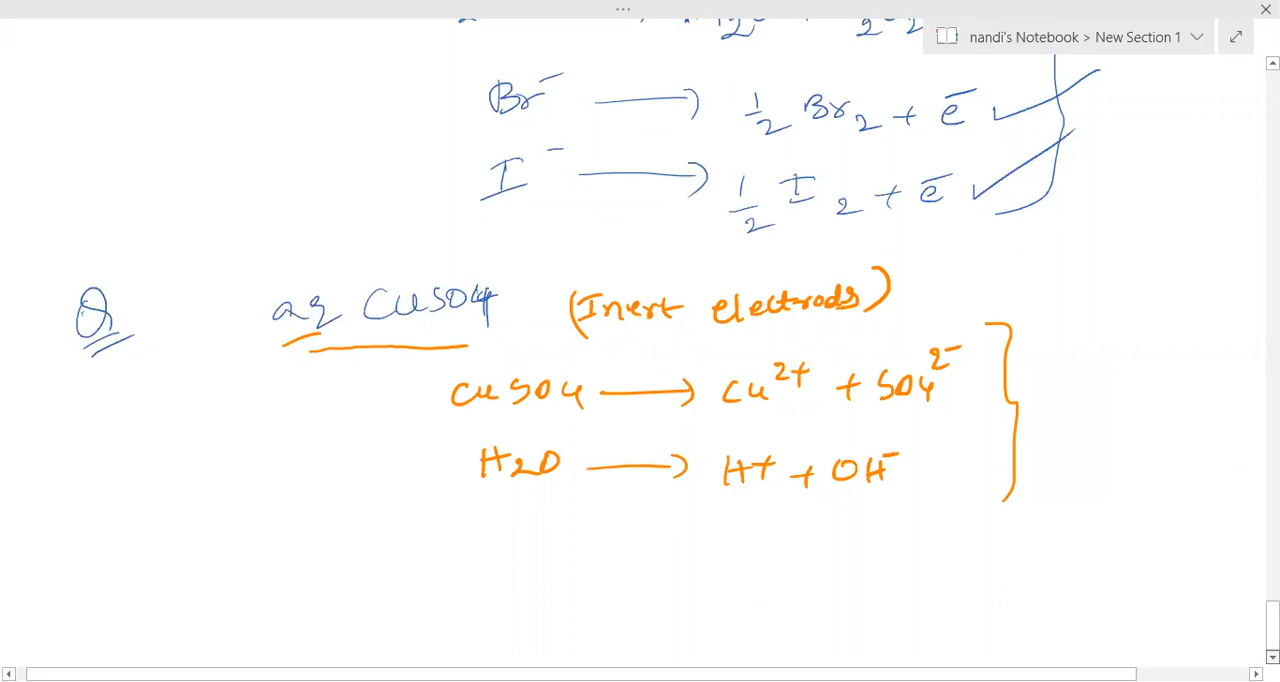 nandi's Notebook > New Section 1
Br⁻ → 1/2 Br₂ + e⁻ ✓
I⁻ → 1/2 I₂ + e⁻ ✓
Q aq CuSO4 (Inert electrods)
CuSO4 → Cu²⁺ + SO4²⁻
H2O → H+ + OH⁻